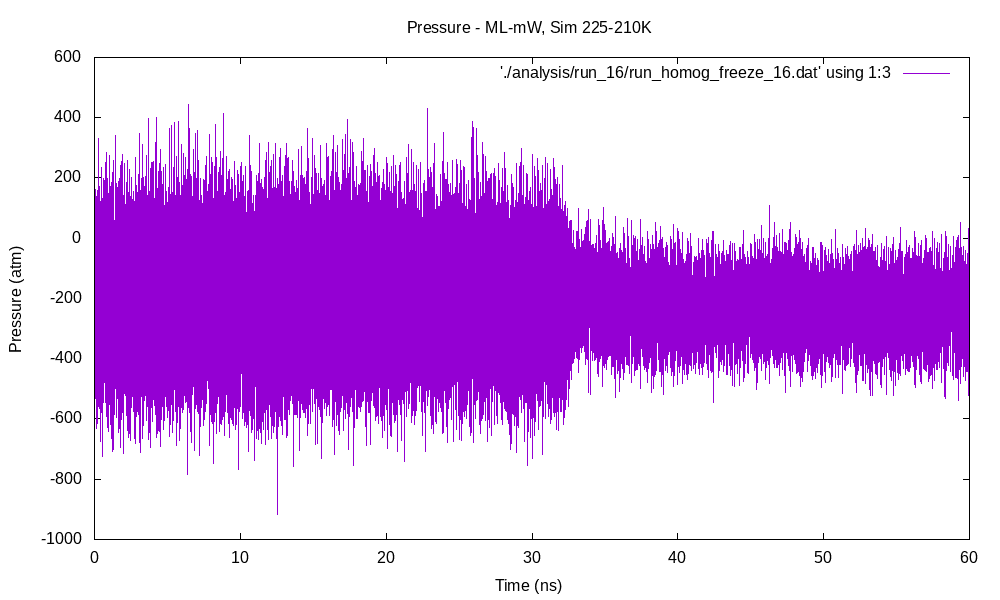 Pressure - ML-mW, Sim 225-210K
'./analysis/run_16/run_homog_freeze_16.dat' using 1:3
600
400
200
0
-200
-400
-600
-800
-1000
Pressure (atm)
0 10 20 30 40 50 60
Time (ns)